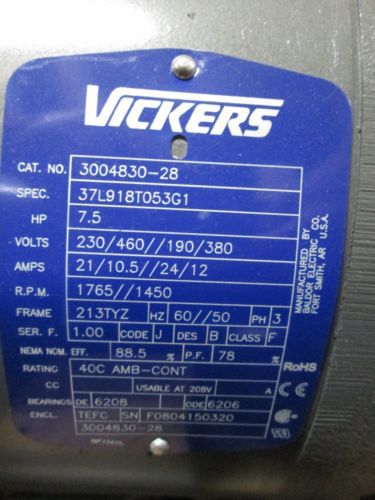 VICKERS
CAT. NO. 3004830-28
SPEC. 37L918T053G1
HP 7.5
VOLTS 230/460//190/380
AMPS 21/10.5//24/12
R.P.M. 1765//1450
FRAME 213TYZ HZ 60//50 PH 3
SER. F. 1.00 CODE J DES B CLASS F
NEMA NOM. EFF. 88.5 % P.F. 78 %
RATING 40C AMB-CONT
CC USABLE AT 208V A
BEARINGS DE 6208 ODE 6206
ENCL. TEFC SN F0804150320
3004830-28
MANUFACTURED BY
BALDOR ELECTRIC CO.
FORT SMITH, AR U.S.A.
RoHS
CE